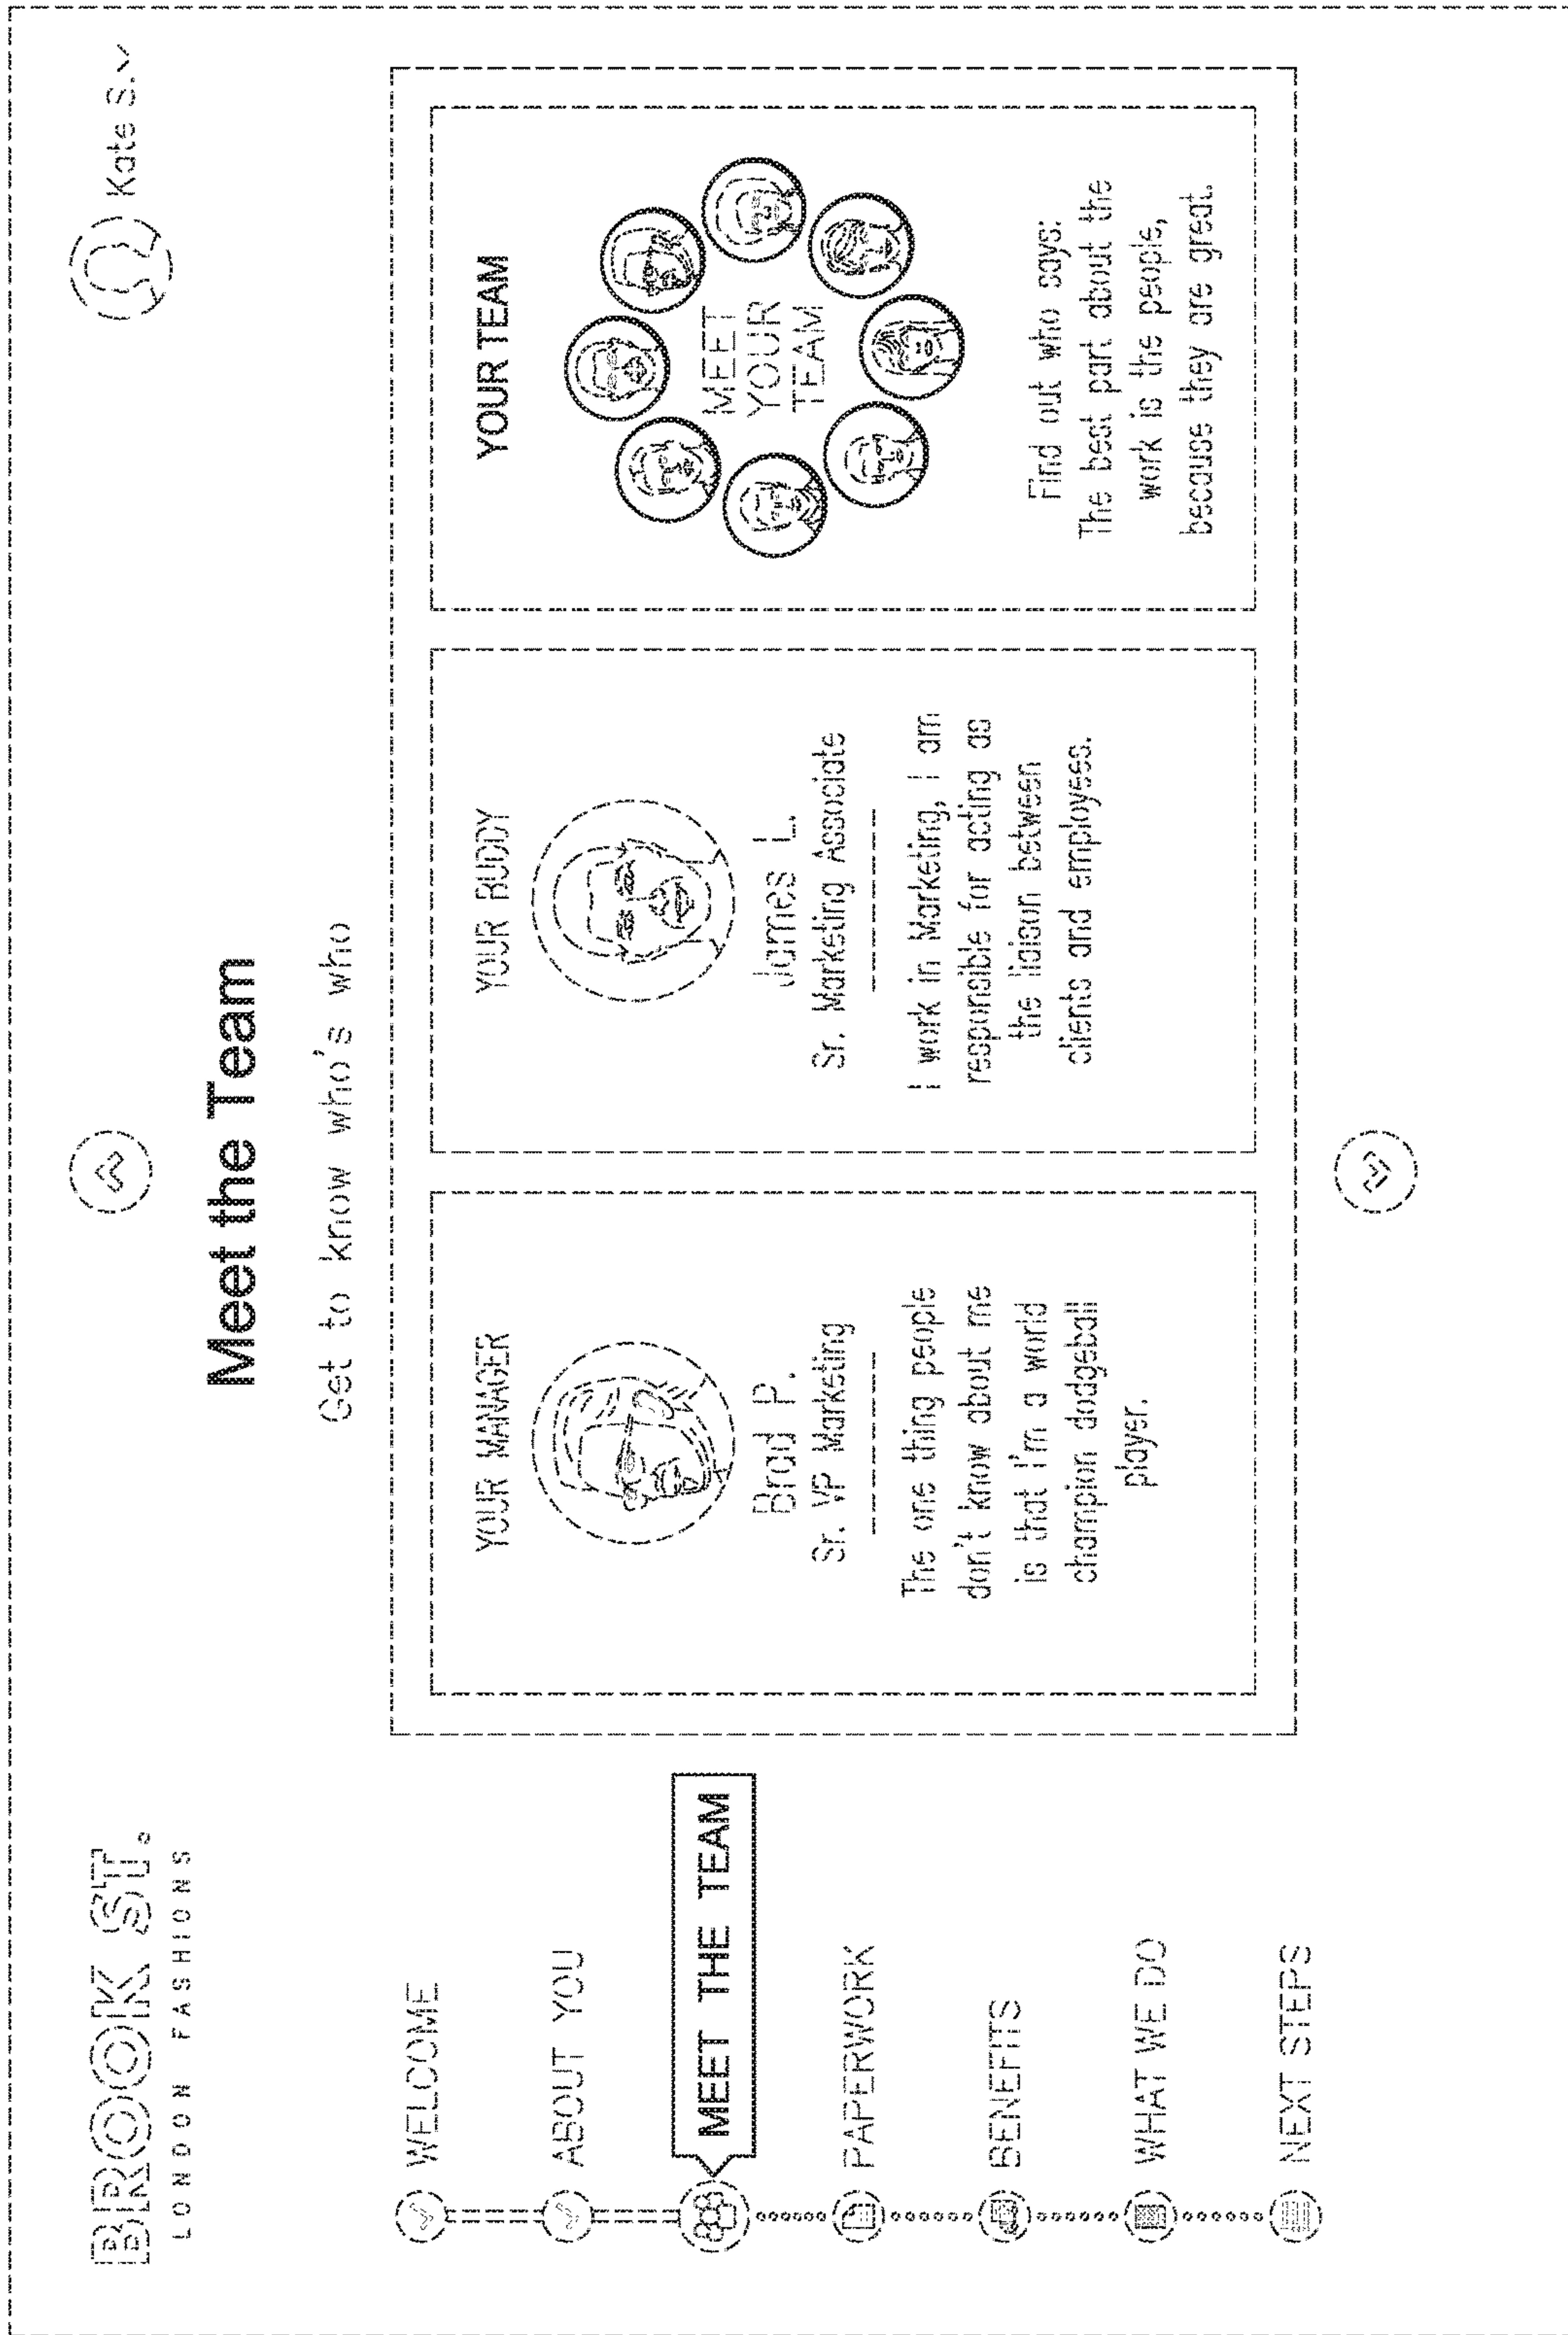 BROOK ST.
LONDON FASHIONS
Kate S.
WELCOME
ABOUT YOU
MEET THE TEAM
PAPERWORK
BENEFITS
WHAT WE DO
NEXT STEPS
Meet the Team
Get to know who's who
YOUR MANAGER
Brad P.
Sr. VP Marketing
The one thing people
don't know about me
is that I'm a world
champion dodgeball
player.
YOUR BUDDY
James L.
Sr. Marketing Associate
I work in Marketing, I am
responsible for acting as
the liaison between
clients and employees.
YOUR TEAM
MEET
YOUR
TEAM
Find out who says:
The best part about the
work is the people,
because they are great.